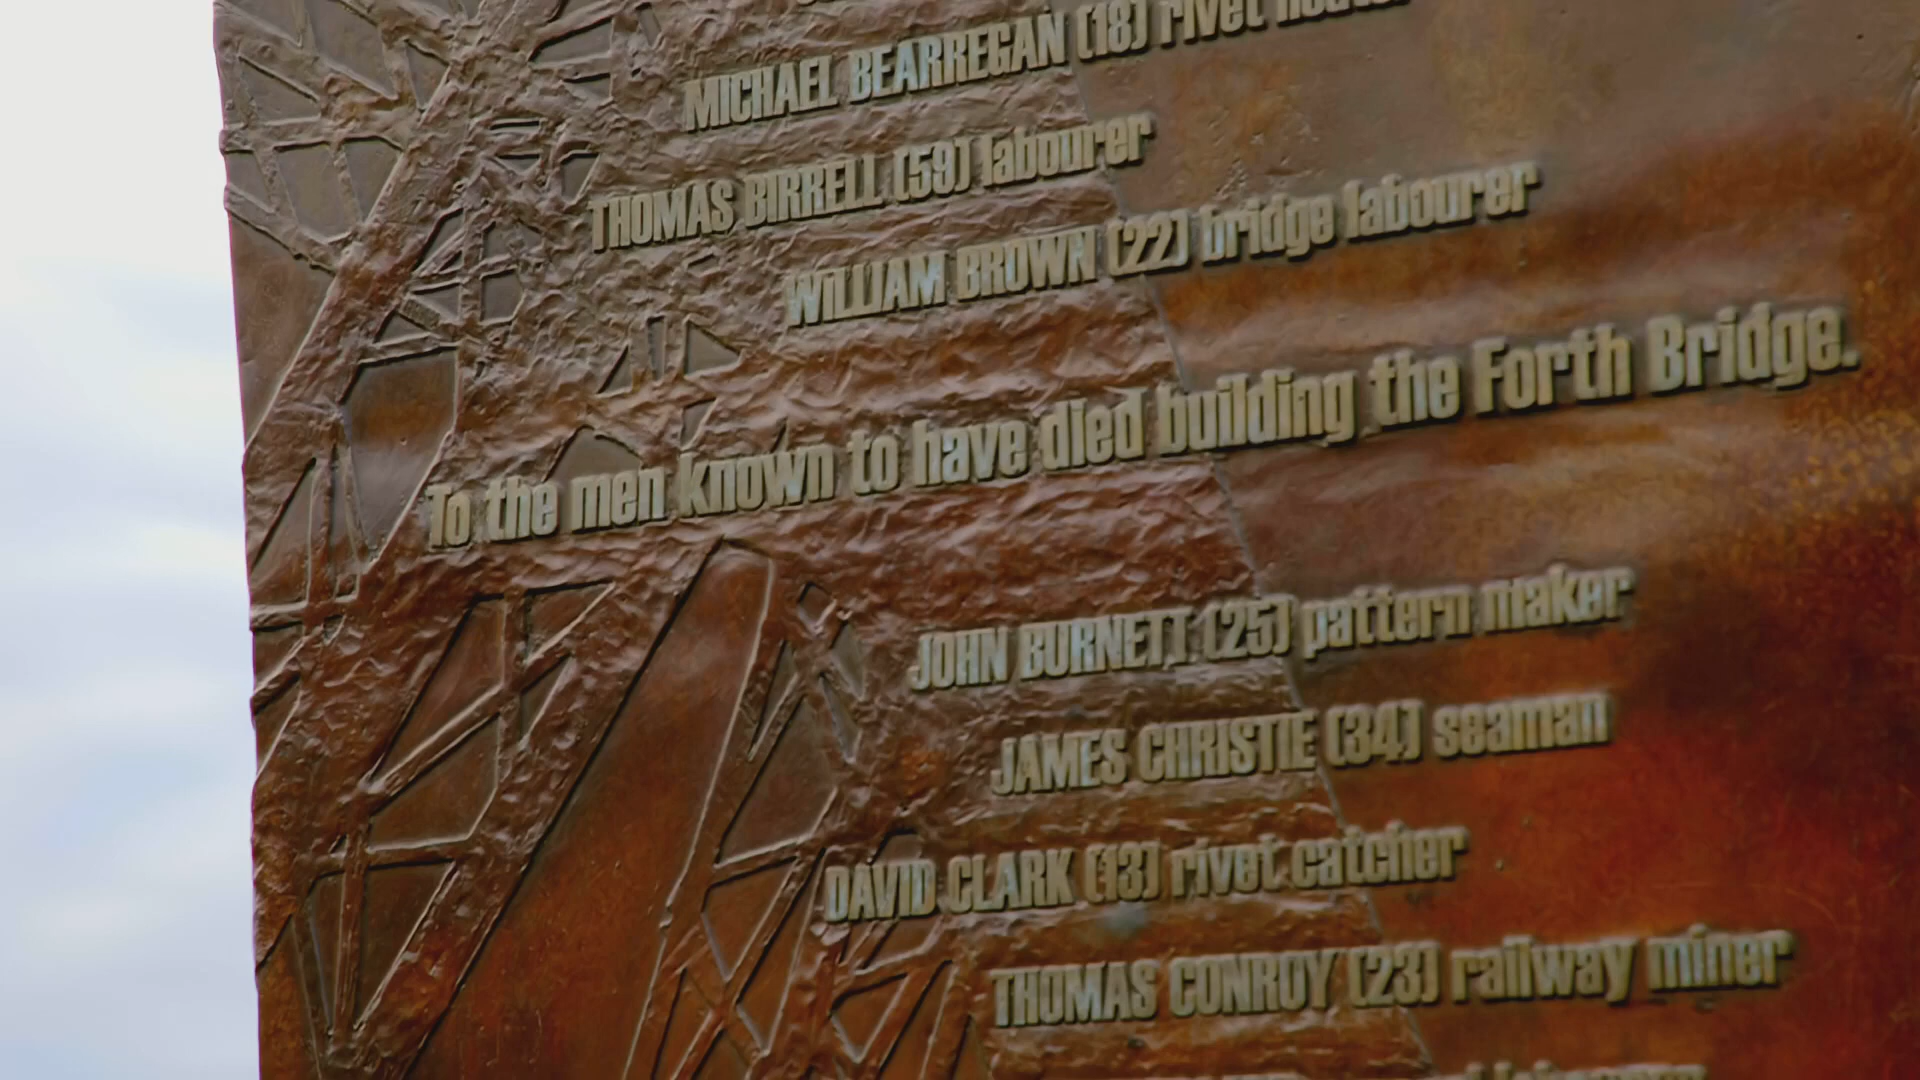 MICHAEL BEARREGAN (18) rivet
THOMAS BIRRELL (59) labourer
WILLIAM BROWN (22) bridge labourer
To the men known to have died building the Forth Bridge.
JOHN BURNETT (25) pattern maker
JAMES CHRISTIE (34) seaman
DAVID CLARK (13) rivet catcher
THOMAS CONROY (23) railway miner